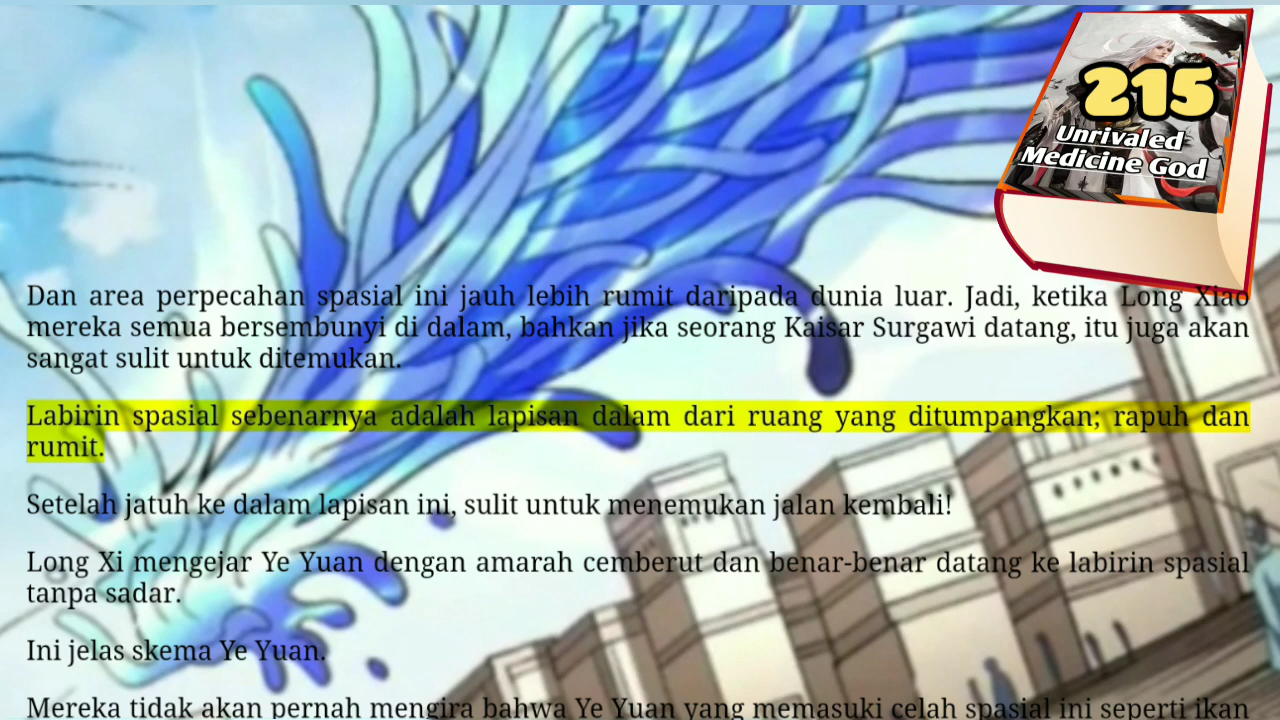 215
Unrivaled
Medicine God
Dan area perpecahan spasial ini jauh lebih rumit daripada dunia luar. Jadi, ketika Long Xiao
mereka semua bersembunyi di dalam, bahkan jika seorang Kaisar Surgawi datang, itu juga akan
sangat sulit untuk ditemukan.
Labirin spasial sebenarnya adalah lapisan dalam dari ruang yang ditumpangkan; rapuh dan
rumit.
Setelah jatuh ke dalam lapisan ini, sulit untuk menemukan jalan kembali!
Long Xi mengejar Ye Yuan dengan amarah cemberut dan benar-benar datang ke labirin spasial
tanpa sadar.
Ini jelas skema Ye Yuan.
Mereka tidak akan pernah mengira bahwa Ye Yuan yang memasuki celah spasial ini seperti ikan